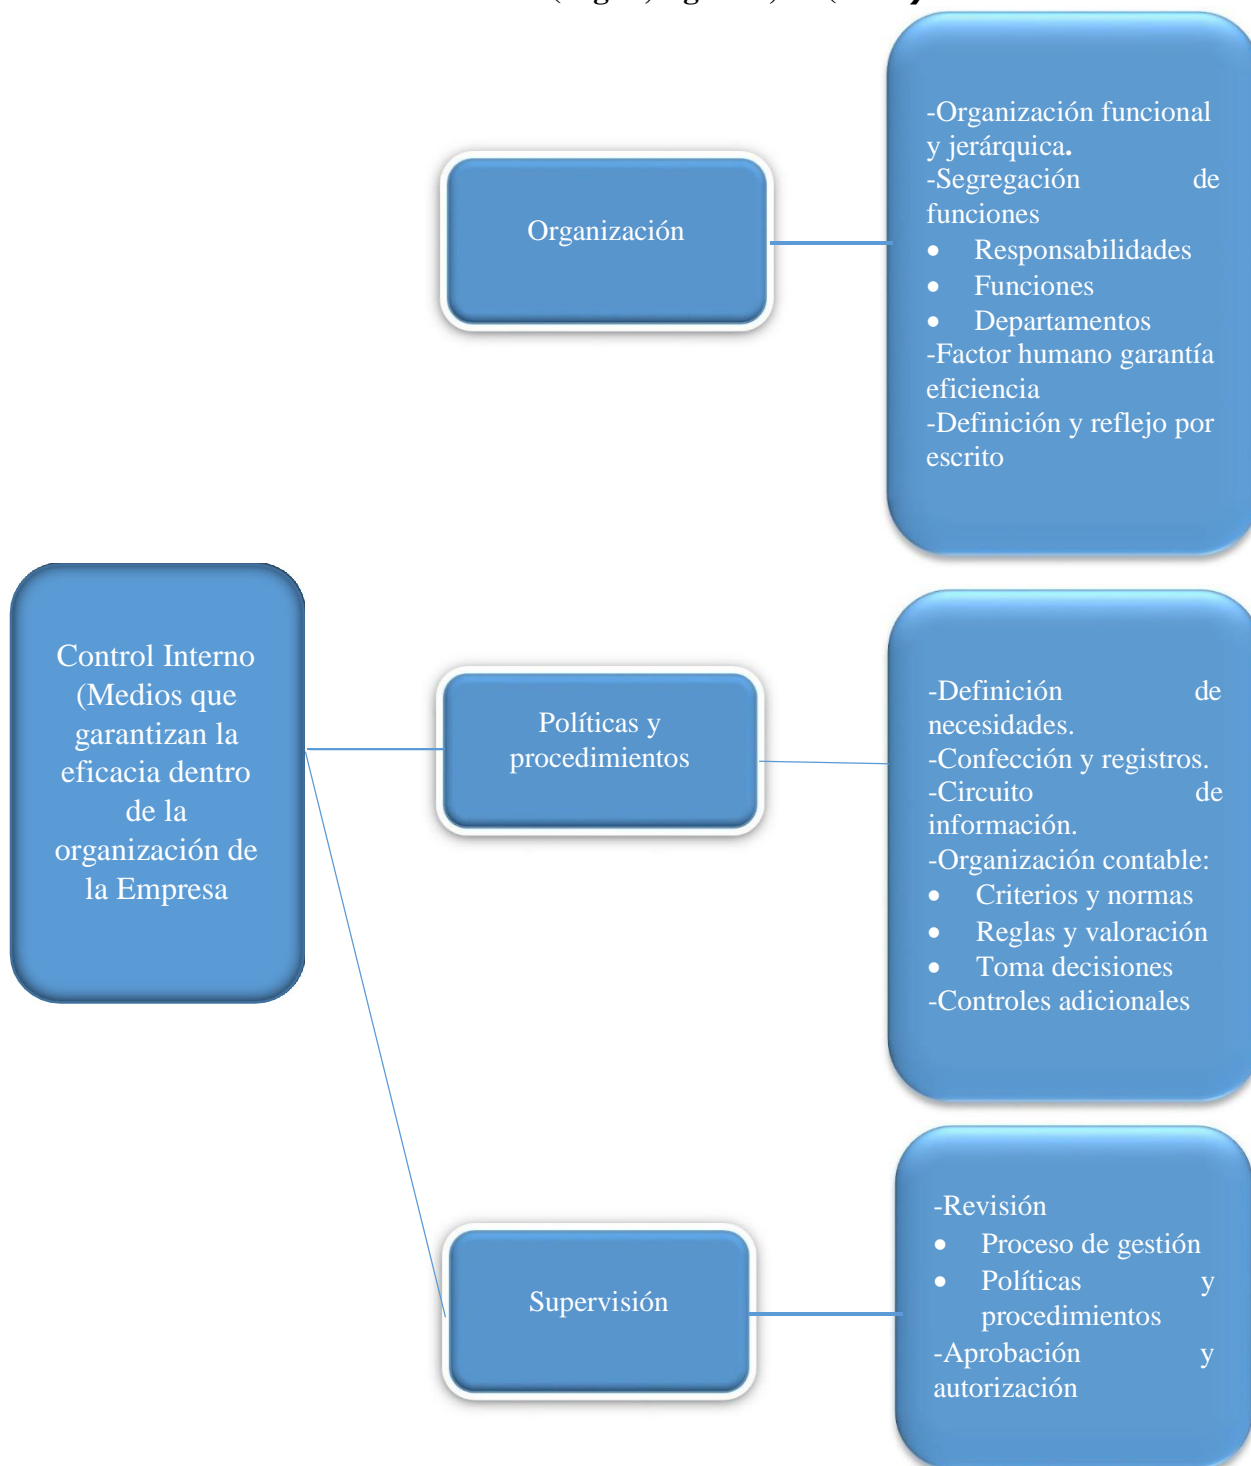 Organización
-Organización funcional
y jerárquica.
-Segregación de
funciones
• Responsabilidades
• Funciones
• Departamentos
-Factor humano garantía
eficiencia
-Definición y reflejo por
escrito
Control Interno
(Medios que
garantizan la
eficacia dentro
de la
organización de
la Empresa
Políticas y
procedimientos
-Definición de
necesidades.
-Confección y registros.
-Circuito de
información.
-Organización contable:
• Criterios y normas
• Reglas y valoración
• Toma decisiones
-Controles adicionales
Supervisión
-Revisión
• Proceso de gestión
• Políticas y
procedimientos
-Aprobación y
autorización